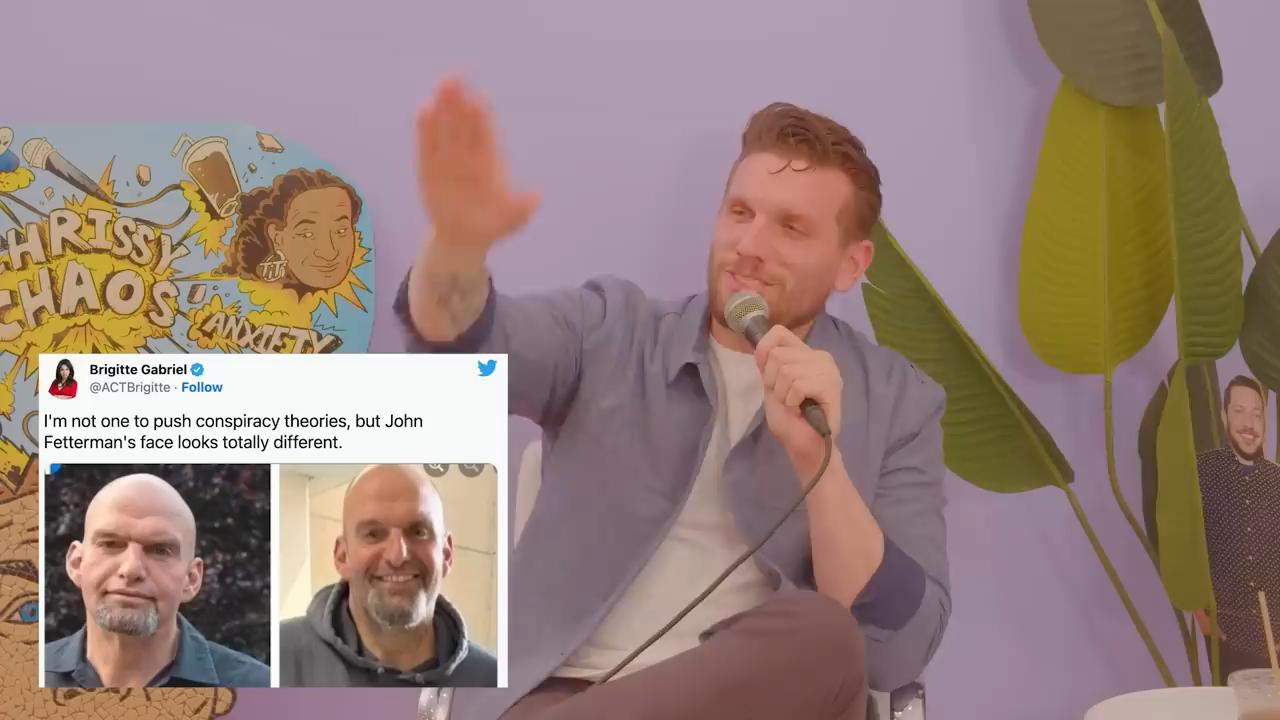 CHRISSY
CHAOS
TiTi
ANXIETY
Brigitte Gabriel
@ACTBrigitte · Follow
I'm not one to push conspiracy theories, but John
Fetterman's face looks totally different.